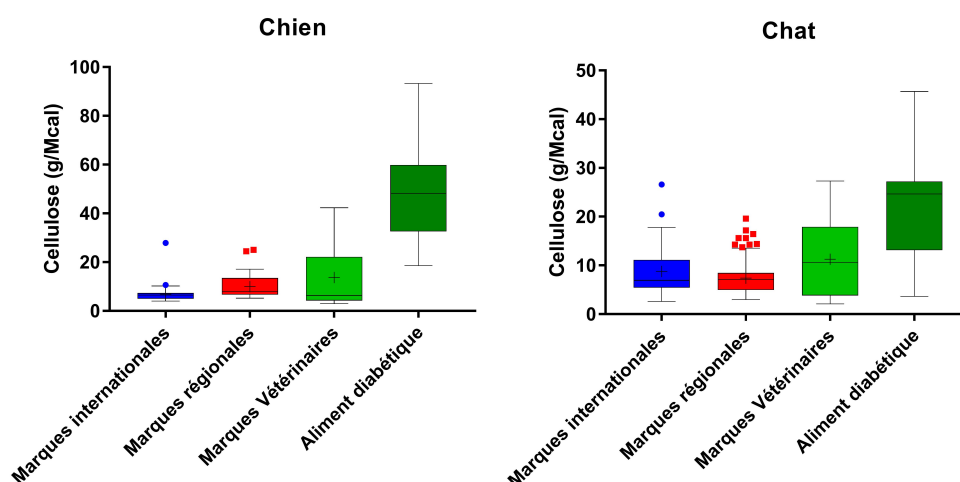 Chien
Cellulose (g/Mcal)
100
80
60
40
20
0
Marques internationales
Marques régionales
Marques Vétérinaires
Aliment diabétique
Chat
Cellulose (g/Mcal)
50
40
30
20
10
0
Marques internationales
Marques régionales
Marques Vétérinaires
Aliment diabétique